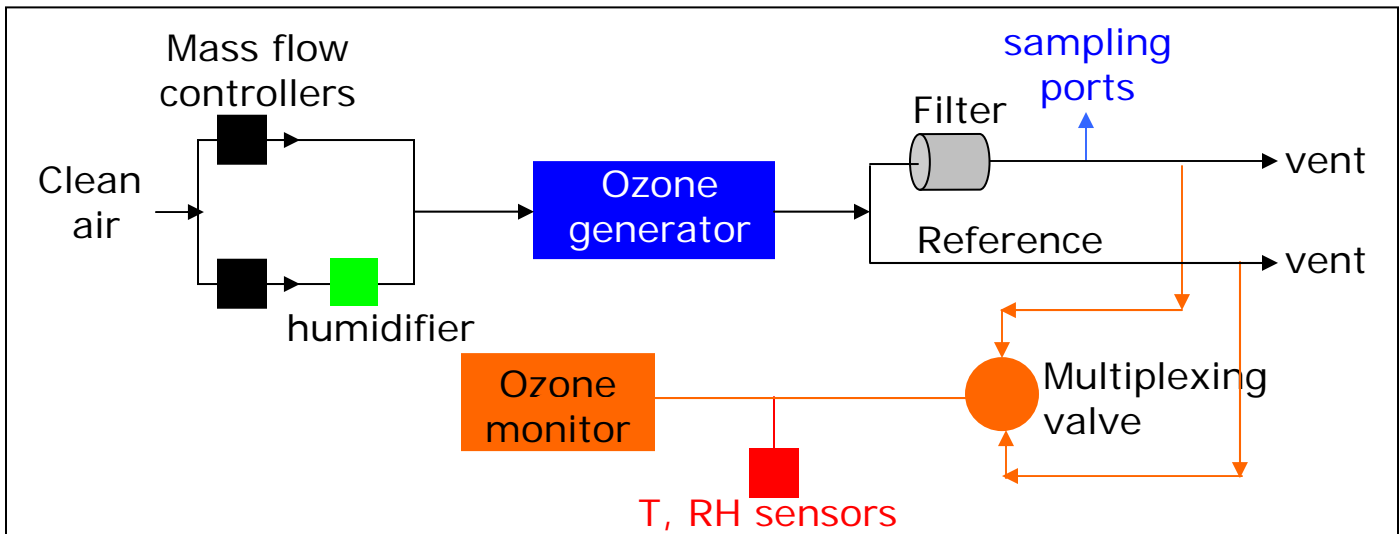 Mass flow
controllers
sampling
ports
Filter
Clean
air
vent
Ozone
generator
Reference
vent
humidifier
Ozone
monitor
Multiplexing
valve
T, RH sensors